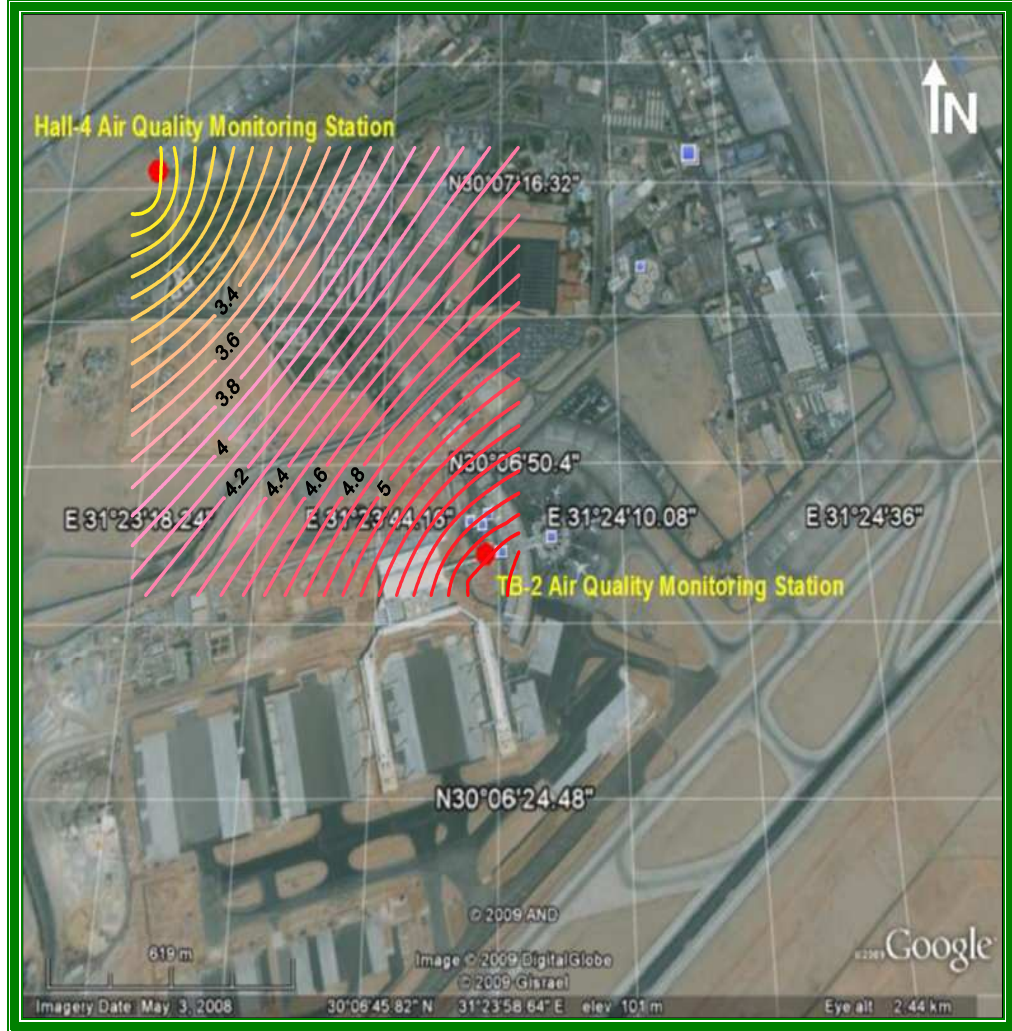 N
Hall-4 Air Quality Monitoring Station
N30°07'16.32"
3.4
3.6
3.8
4
4.2
4.4
4.6
4.8
5
N30°06'50.4"
E 31°23'18.24"
E 31°23'44.16"
E 31°24'10.08"
E 31°24'36"
TB-2 Air Quality Monitoring Station
N30°06'24.48"
© 2009 AND
619 m
Image © 2009 DigitalGlobe
© 2009 Gisrael
©2009 Google
Imagery Date: May 3, 2008 30°06'45.82" N 31°23'58.64" E elev 101 m Eye alt 2.44 km